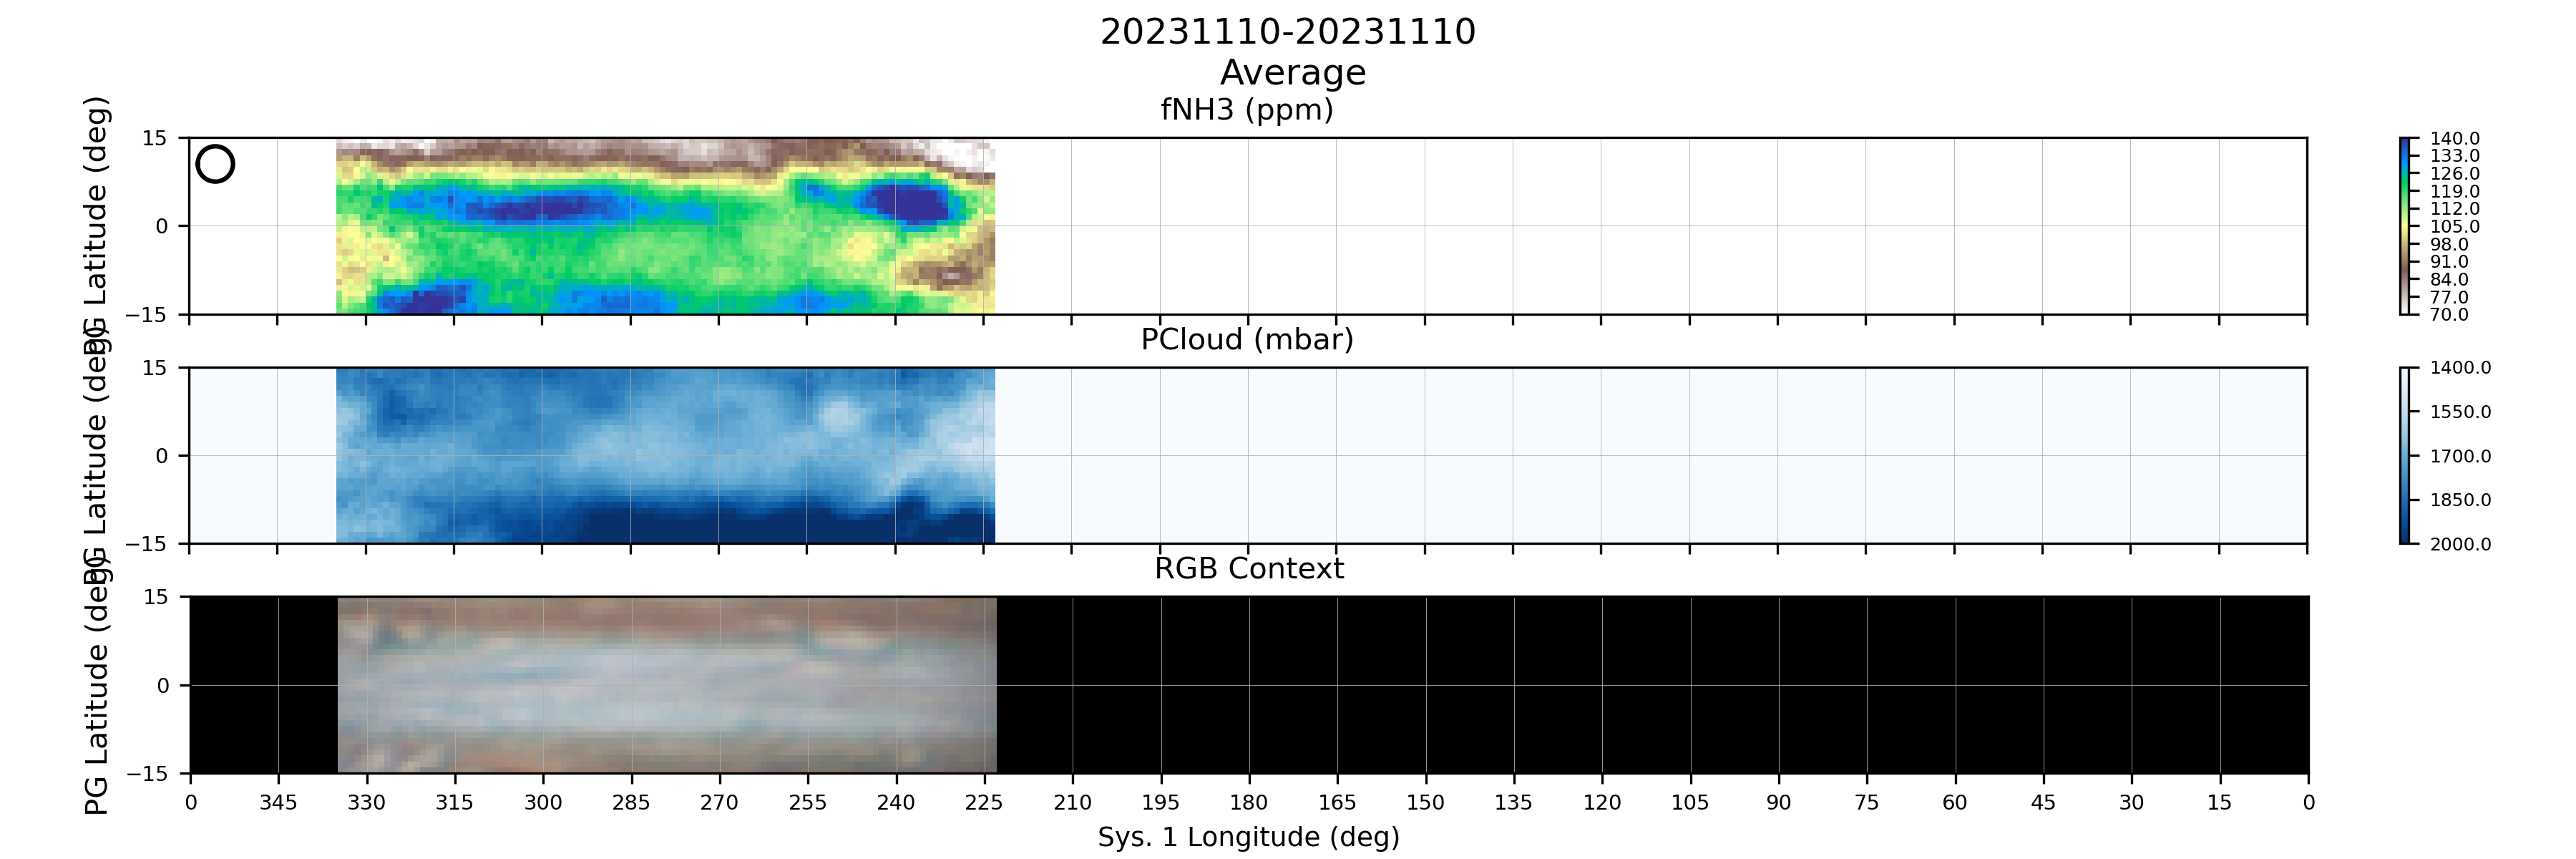 20231110-20231110
Average
fNH3 (ppm)
PG Latitude (deg)
15
0
−15
140.0
133.0
126.0
119.0
112.0
105.0
98.0
91.0
84.0
77.0
70.0
PCloud (mbar)
PG Latitude (deg)
15
0
−15
1400.0
1550.0
1700.0
1850.0
2000.0
RGB Context
PG Latitude (deg)
15
0
−15
0 345 330 315 300 285 270 255 240 225 210 195 180 165 150 135 120 105 90 75 60 45 30 15 0
Sys. 1 Longitude (deg)